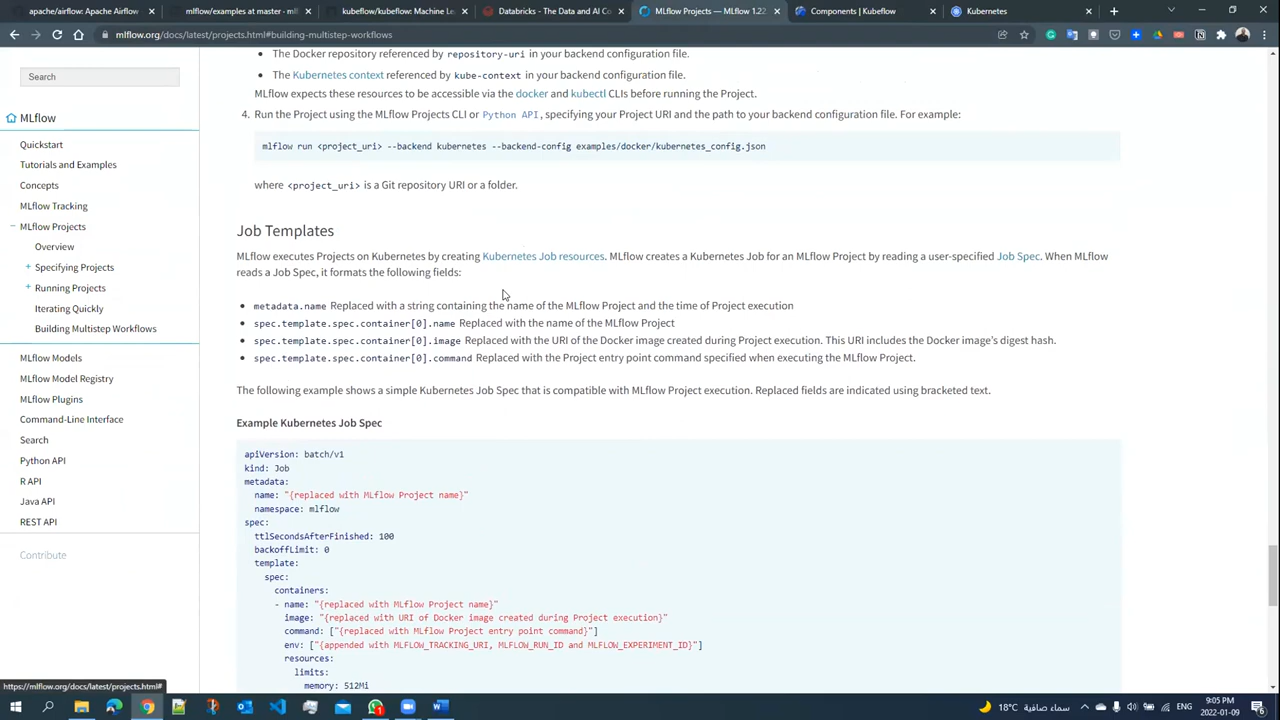 apache/airflow: Apache Airflow
mlflow/examples at master · mlf
kubeflow/kubeflow: Machine Le
Databricks - The Data and AI Co
MLflow Projects — MLflow 1.22.
Components | Kubeflow
Kubernetes
mlflow.org/docs/latest/projects.html#building-multistep-workflows
Search
MLflow
Quickstart
Tutorials and Examples
Concepts
MLflow Tracking
MLflow Projects
Overview
Specifying Projects
Running Projects
Iterating Quickly
Building Multistep Workflows
MLflow Models
MLflow Model Registry
MLflow Plugins
Command-Line Interface
Search
Python API
R API
Java API
REST API
Contribute
• The Docker repository referenced by repository-uri in your backend configuration file.
• The Kubernetes context referenced by kube-context in your backend configuration file.
MLflow expects these resources to be accessible via the docker and kubectl CLIs before running the Project.
4. Run the Project using the MLflow Projects CLI or Python API, specifying your Project URI and the path to your backend configuration file. For example:
mlflow run <project_uri> --backend kubernetes --backend-config examples/docker/kubernetes_config.json
where <project_uri> is a Git repository URI or a folder.
Job Templates
MLflow executes Projects on Kubernetes by creating Kubernetes Job resources. MLflow creates a Kubernetes Job for an MLflow Project by reading a user-specified Job Spec. When MLflow
reads a Job Spec, it formats the following fields:
• metadata.name Replaced with a string containing the name of the MLflow Project and the time of Project execution
• spec.template.spec.container[0].name Replaced with the name of the MLflow Project
• spec.template.spec.container[0].image Replaced with the URI of the Docker image created during Project execution. This URI includes the Docker image's digest hash.
• spec.template.spec.container[0].command Replaced with the Project entry point command specified when executing the MLflow Project.
The following example shows a simple Kubernetes Job Spec that is compatible with MLflow Project execution. Replaced fields are indicated using bracketed text.
Example Kubernetes Job Spec
apiVersion: batch/v1
kind: Job
metadata:
name: "{replaced with MLflow Project name}"
namespace: mlflow
spec:
ttlSecondsAfterFinished: 100
backoffLimit: 0
template:
spec:
containers:
- name: "{replaced with MLflow Project name}"
image: "{replaced with URI of Docker image created during Project execution}"
command: ["{replaced with MLflow Project entry point command}"]
env: ["{appended with MLFLOW_TRACKING_URI, MLFLOW_RUN_ID and MLFLOW_EXPERIMENT_ID}"]
resources:
limits:
memory: 512Mi
https://mlflow.org/docs/latest/projects.html#
18°C سماء صافية
ENG
9:05 PM
2022-01-09